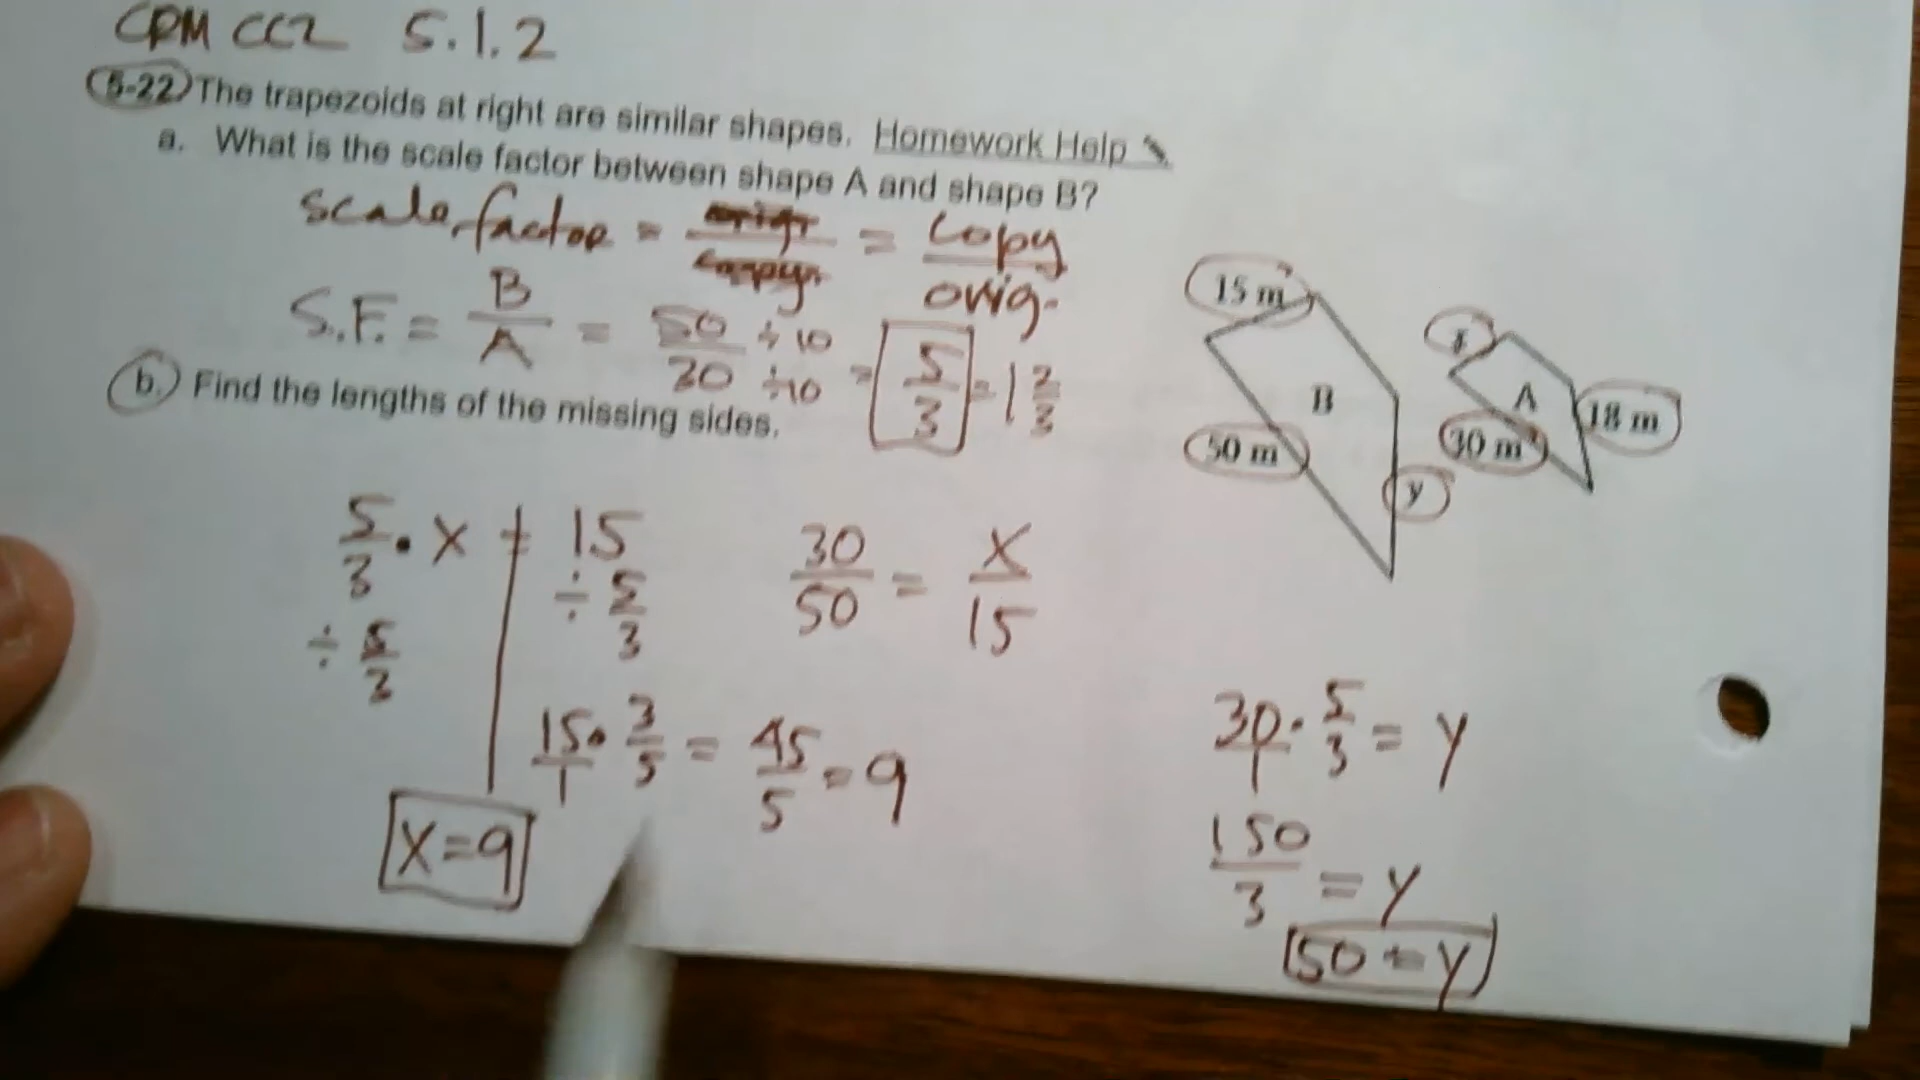 CPM CC2 5.1.2
5-22 The trapezoids at right are similar shapes. Homework Help
a. What is the scale factor between shape A and shape B?
scale factor = orig / copy = copy / orig.
S.F. = B/A = 50/30 ÷10/÷10 = 5/3 = 1 2/3
b. Find the lengths of the missing sides.
15 m
B
50 m
y
x
A
18 m
30 m
5/3 • x = 15
÷ 5/3 ÷ 5/3
15/1 • 3/5 = 45/5 = 9
x=9
30/50 = x/15
30/1 • 5/3 = y
150/3 = y
50 = y